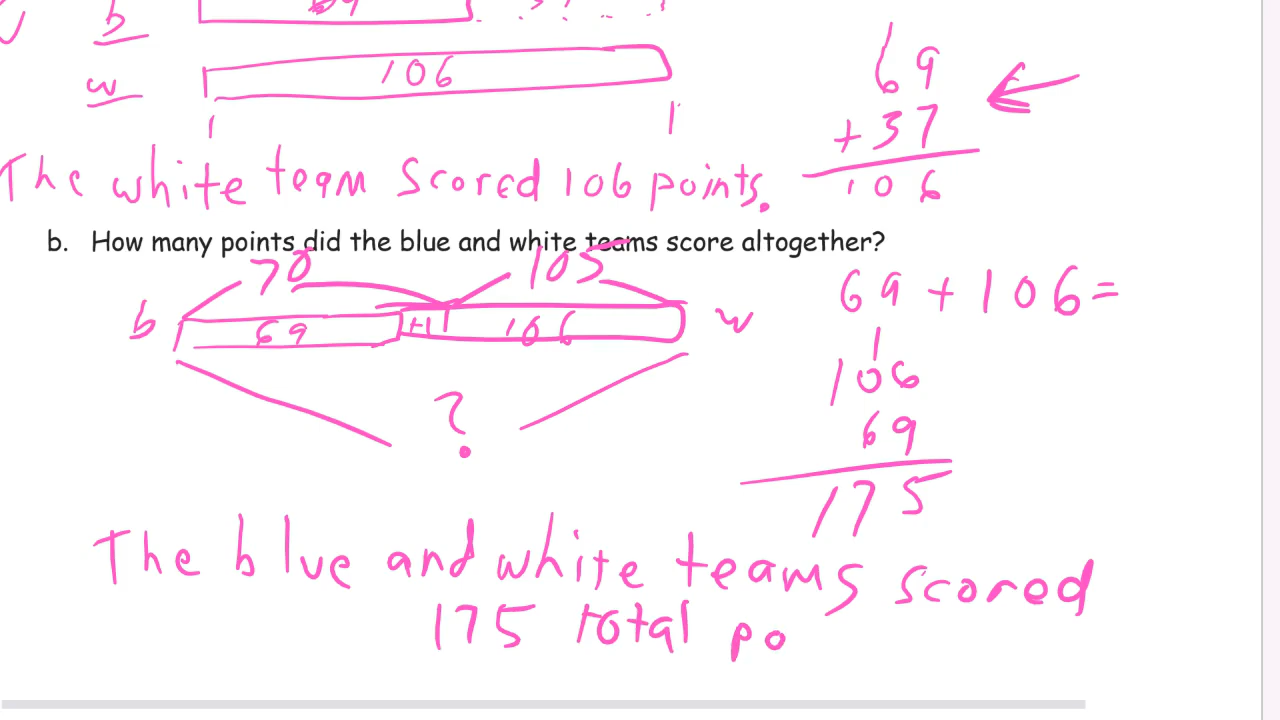 b
w 106
69
+37
106
The white team scored 106 points.
b. How many points did the blue and white teams score altogether?
70 105
b 69 +1 106 w
?
69 + 106 =
1
106
69
175
The blue and white teams scored
175 total po